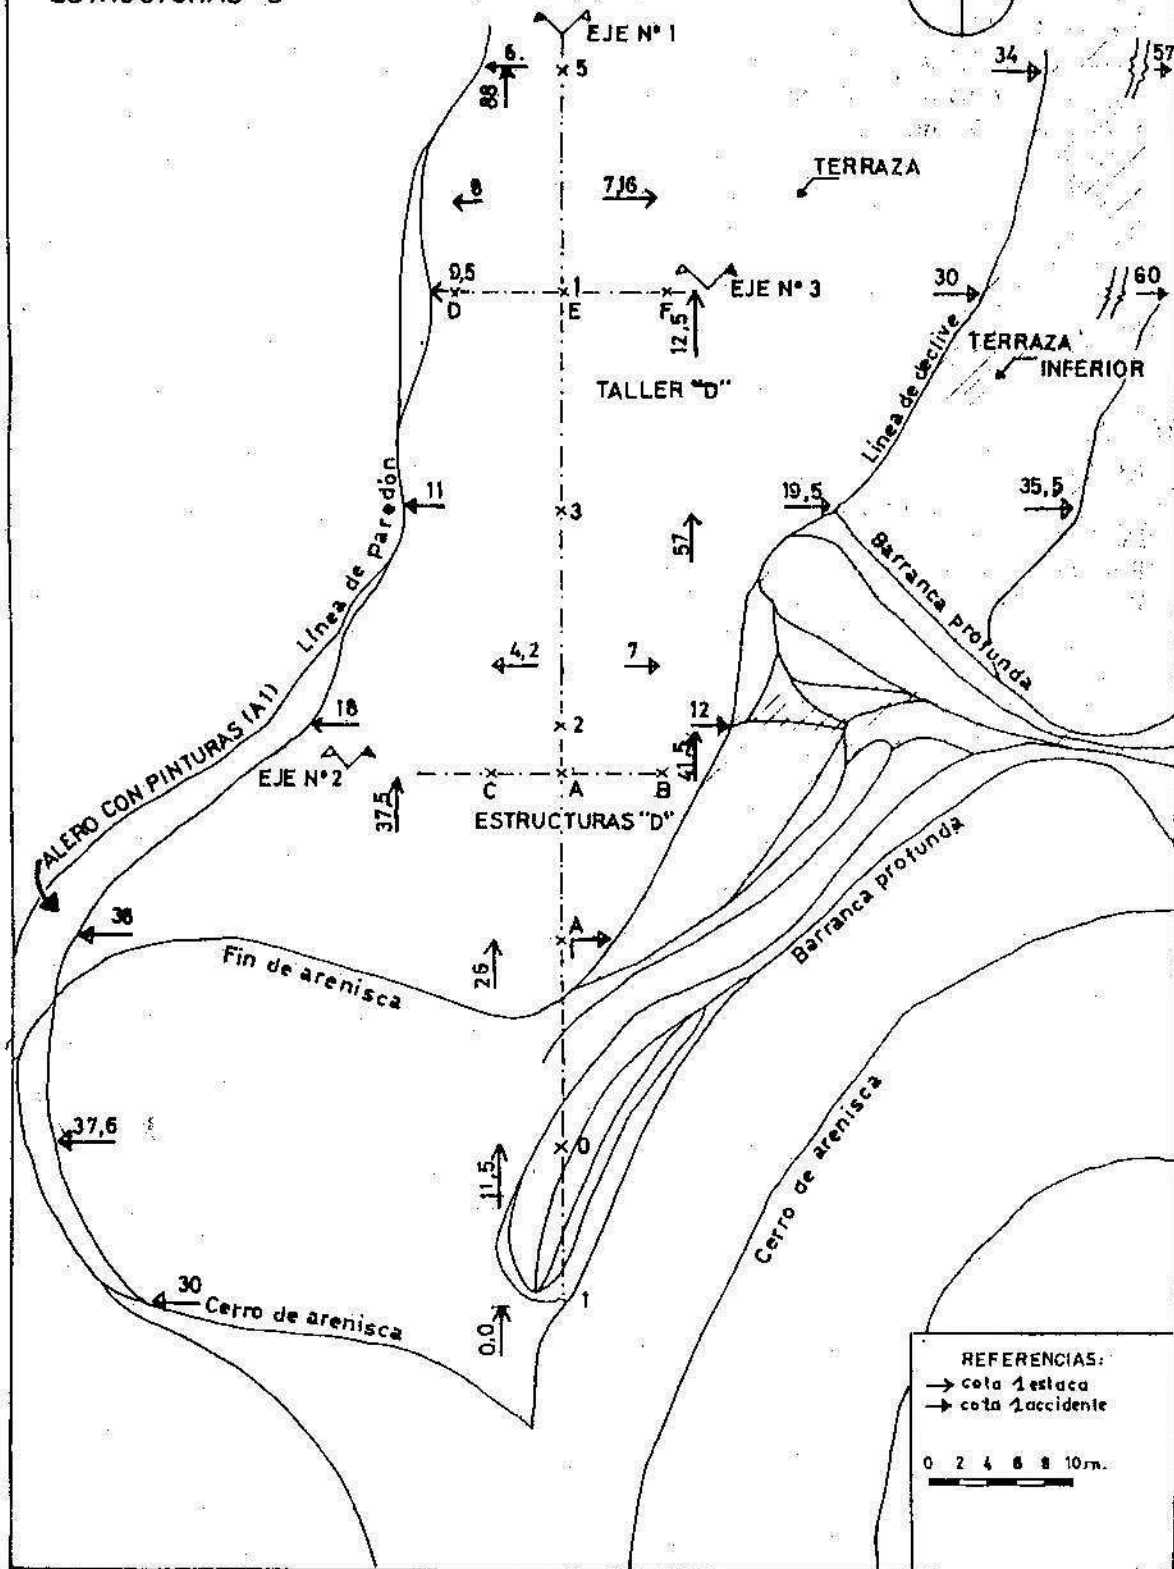 EJE N° 1
6.
5
34
57
88
TERRAZA
8
7,16
0,5
1
EJE N° 3
30
60
D
E
F
12,5
TERRAZA
INFERIOR
TALLER "D"
Línea de declive
Línea de Paredón
11
3
19,5
35,5
57
Barranca profunda
4,2
7
18
2
12
41,5
ALERO CON PINTURAS (A1)
EJE N° 2
C
A
B
37,5
ESTRUCTURAS "D"
38
A
1
26
Fin de arenisca
Barranca profunda
37,6
0
11,5
Cerro de arenisca
30
Cerro de arenisca
1
0,0
REFERENCIAS:
cota 1 estaca
cota 1 accidente
0 2 4 6 8 10 m.